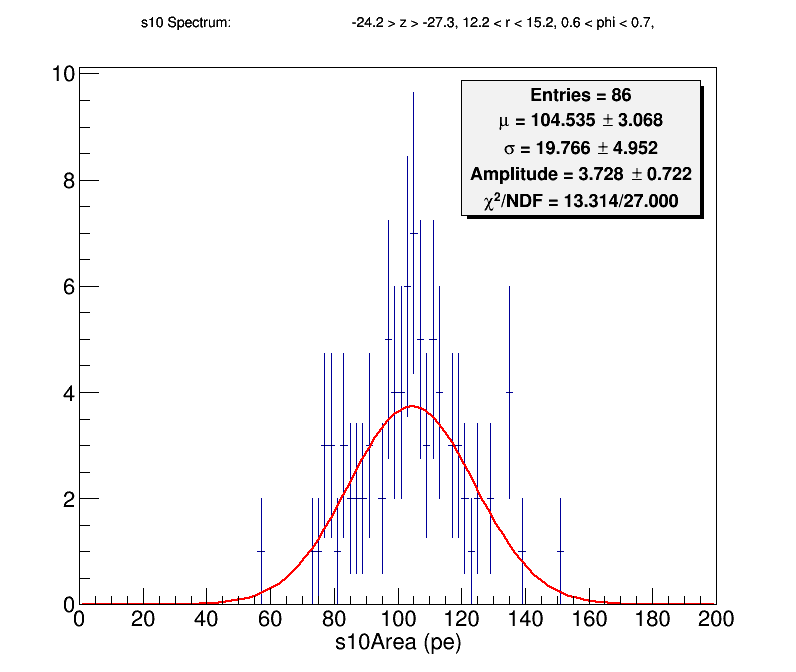 s10 Spectrum: -24.2 > z > -27.3, 12.2 < r < 15.2, 0.6 < phi < 0.7,
Entries = 86
μ = 104.535 ± 3.068
σ = 19.766 ± 4.952
Amplitude = 3.728 ± 0.722
χ²/NDF = 13.314/27.000
10
8
6
4
2
0
0 20 40 60 80 100 120 140 160 180 200
s10Area (pe)